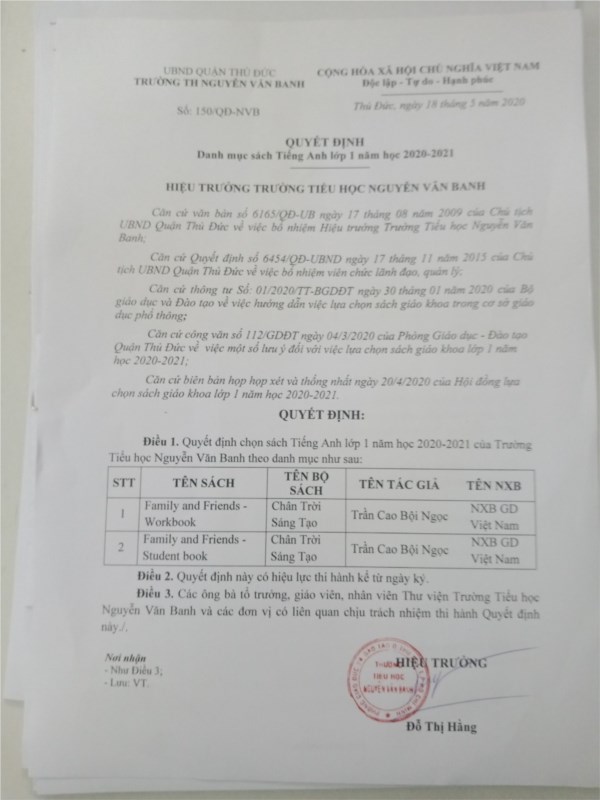 UBND QUẬN THỦ ĐỨC
TRƯỜNG TH NGUYỄN VĂN BANH
CỘNG HÒA XÃ HỘI CHỦ NGHĨA VIỆT NAM
Độc lập - Tự do - Hạnh phúc
Số: 150/QĐ-NVB
Thủ Đức, ngày 18 tháng 5 năm 2020
QUYẾT ĐỊNH
Danh mục sách Tiếng Anh lớp 1 năm học 2020-2021
HIỆU TRƯỞNG TRƯỜNG TIỂU HỌC NGUYỄN VĂN BANH
Căn cứ văn bản số 6165/QĐ-UB ngày 17 tháng 08 năm 2009 của Chủ tịch
UBND Quận Thủ Đức về việc bổ nhiệm Hiệu trưởng Trường Tiểu học Nguyễn Văn
Banh;
Căn cứ Quyết định số 6454/QĐ-UBND ngày 17 tháng 11 năm 2015 của Chủ
tịch UBND Quận Thủ Đức về việc bổ nhiệm viên chức lãnh đạo, quản lý;
Căn cứ thông tư Số: 01/2020/TT-BGDĐT ngày 30 tháng 01 năm 2020 của Bộ
giáo dục và Đào tạo về việc hướng dẫn việc lựa chọn sách giáo khoa trong cơ sở giáo
dục phổ thông;
Căn cứ công văn số 112/GDĐT ngày 04/3/2020 của Phòng Giáo dục - Đào tạo
Quận Thủ Đức về việc một số lưu ý đối với việc lựa chọn sách giáo khoa lớp 1 năm
học 2020-2021;
Căn cứ biên bản họp họp xét và thống nhất ngày 20/4/2020 của Hội đồng lựa
chọn sách giáo khoa lớp 1 năm học 2020-2021.
QUYẾT ĐỊNH:
Điều 1. Quyết định chọn sách Tiếng Anh lớp 1 năm học 2020-2021 của Trường
Tiểu học Nguyễn Văn Banh theo danh mục như sau:
STT TÊN SÁCH TÊN BỘ SÁCH TÊN TÁC GIẢ TÊN NXB
1 Family and Friends - Workbook Chân Trời Sáng Tạo Trần Cao Bội Ngọc NXB GD Việt Nam
2 Family and Friends - Student book Chân Trời Sáng Tạo Trần Cao Bội Ngọc NXB GD Việt Nam
Điều 2. Quyết định này có hiệu lực thi hành kể từ ngày ký.
Điều 3. Các ông bà tổ trưởng, giáo viên, nhân viên Thư viện Trường Tiểu học
Nguyễn Văn Banh và các đơn vị có liên quan chịu trách nhiệm thi hành Quyết định
này./.
Nơi nhận
- Như Điều 3;
- Lưu: VT.
HIỆU TRƯỞNG
TRƯỜNG
TIỂU HỌC
NGUYỄN VĂN BANH
Đỗ Thị Hằng